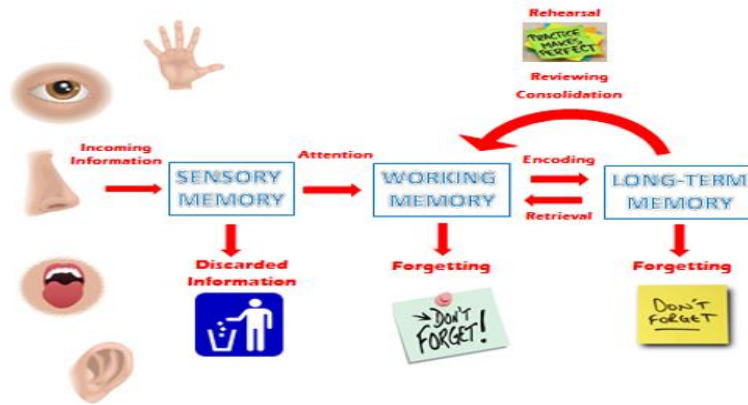 Rehearsal
PRACTICE
MAKES
PERFECT
Reviewing
Consolidation
Incoming
Information
Attention
Encoding
SENSORY
MEMORY
WORKING
MEMORY
LONG-TERM
MEMORY
Retrieval
Discarded
Information
Forgetting
Forgetting
DON'T
FORGET!
DON'T
FORGET